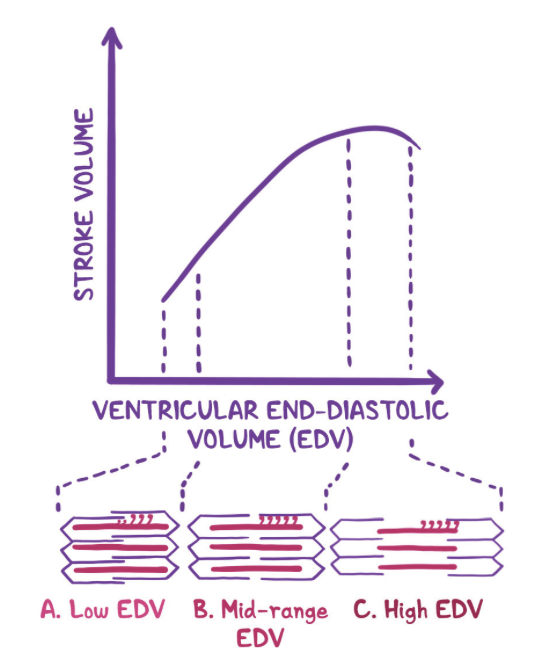 STROKE VOLUME
VENTRICULAR END-DIASTOLIC
VOLUME (EDV)
A. Low EDV
B. Mid-range
EDV
C. High EDV